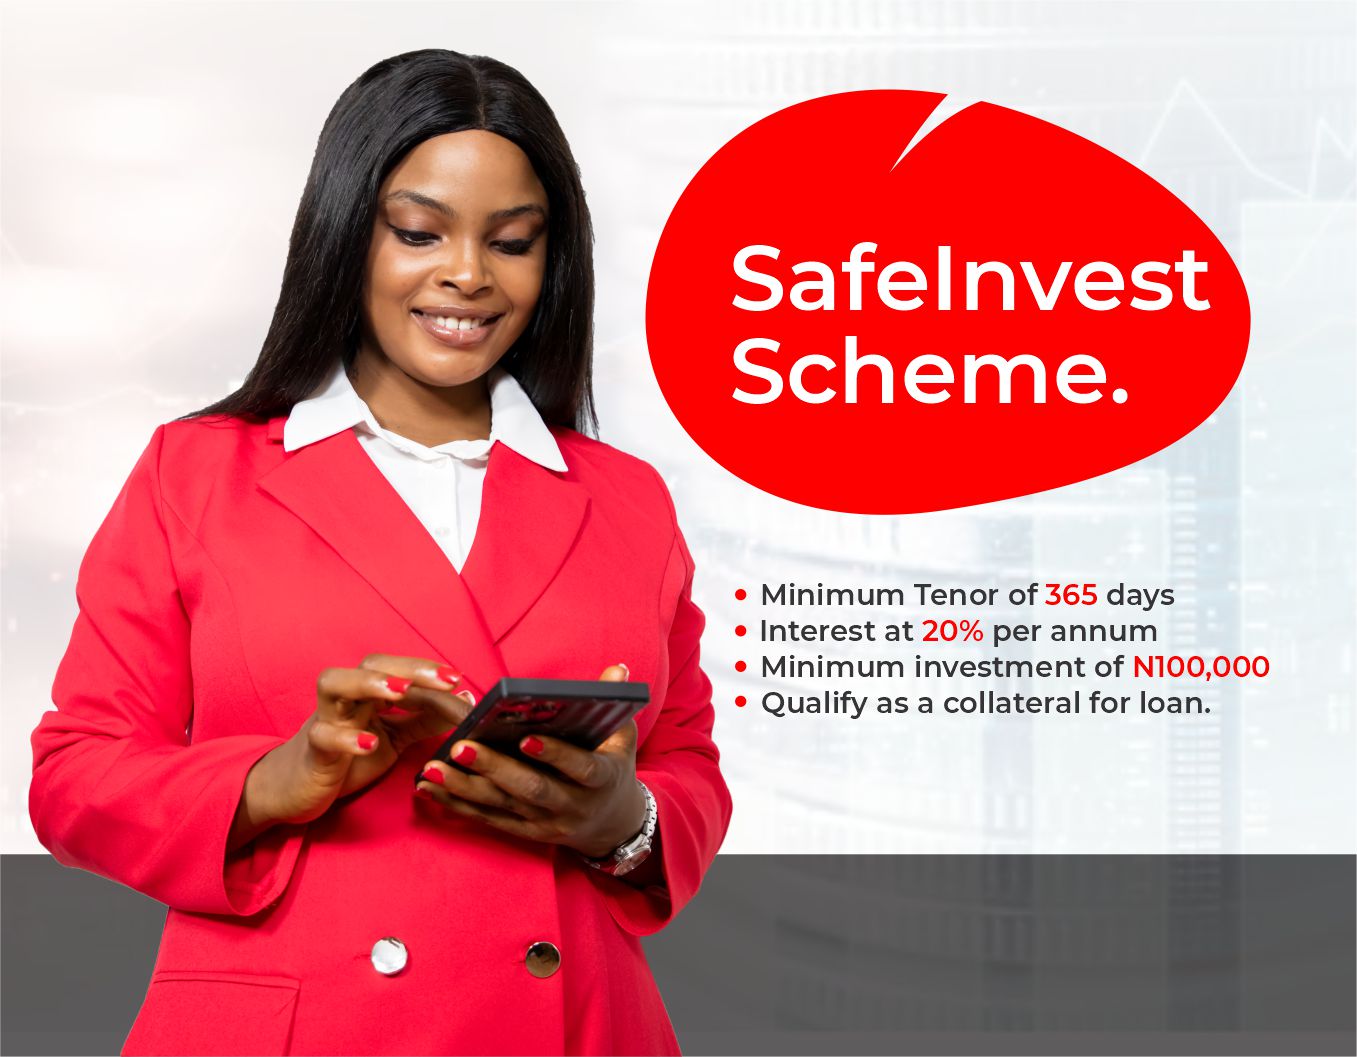 SafeInvest
Scheme.
• Minimum Tenor of 365 days
• Interest at 20% per annum
• Minimum investment of N100,000
• Qualify as a collateral for loan.